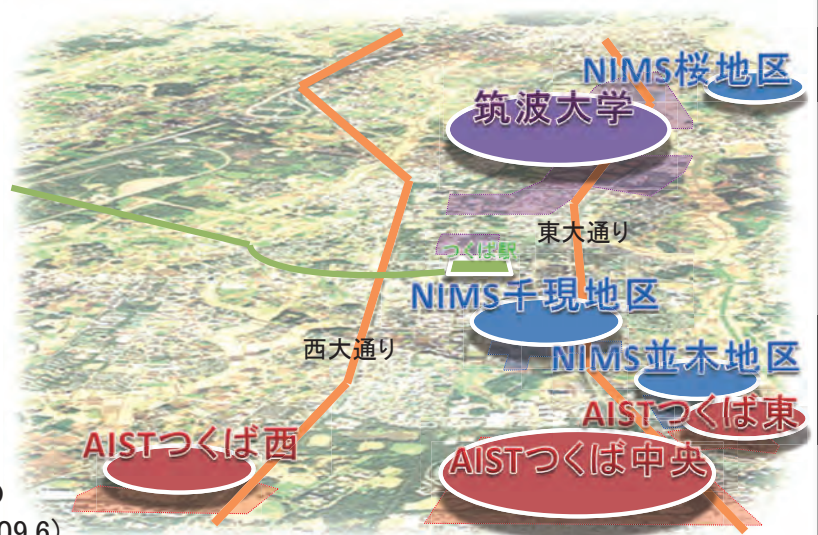 NIMS桜地区
筑波大学
東大通り
つくば駅
NIMS千現地区
西大通り
NIMS並木地区
AISTつくば東
AISTつくば西
AISTつくば中央
09.6)